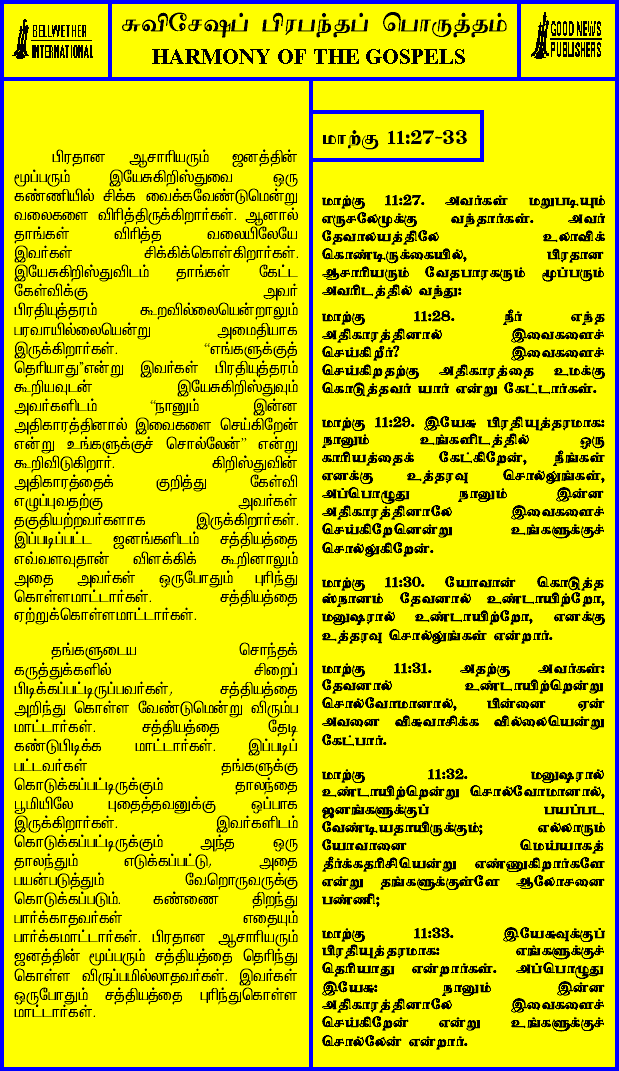 BELLWETHER
INTERNATIONAL
சுவிசேஷப் பிரபந்தப் பொருத்தம்
HARMONY OF THE GOSPELS
GOOD NEWS
PUBLISHERS
பிரதான ஆசாரியரும் ஜனத்தின்
மூப்பரும் இயேசுகிறிஸ்துவை ஒரு
கண்ணியில் சிக்க வைக்கவேண்டுமென்று
வலைகளை விரித்திருக்கிறார்கள். ஆனால்
தாங்கள் விரித்த வலையிலேயே
இவர்கள் சிக்கிக்கொள்கிறார்கள்.
இயேசுகிறிஸ்துவிடம் தாங்கள் கேட்ட
கேள்விக்கு அவர்
பிரதியுத்தரம் கூறவில்லையென்றாலும்
பரவாயில்லையென்று அமைதியாக
இருக்கிறார்கள். “எங்களுக்குத்
தெரியாது”என்று இவர்கள் பிரதியுத்தரம்
கூறியவுடன் இயேசுகிறிஸ்துவும்
அவர்களிடம் “நானும் இன்ன
அதிகாரத்தினால் இவைகளை செய்கிறேன்
என்று உங்களுக்குச் சொல்லேன்” என்று
கூறிவிடுகிறார். கிறிஸ்துவின்
அதிகாரத்தைக் குறித்து கேள்வி
எழுப்புவதற்கு அவர்கள்
தகுதியற்றவர்களாக இருக்கிறார்கள்.
இப்படிப்பட்ட ஜனங்களிடம் சத்தியத்தை
எவ்வளவுதான் விளக்கிக் கூறினாலும்
அதை அவர்கள் ஒருபோதும் புரிந்து
கொள்ளமாட்டார்கள். சத்தியத்தை
ஏற்றுக்கொள்ளமாட்டார்கள்.
தங்களுடைய சொந்தக்
கருத்துக்களில் சிறைப்
பிடிக்கப்பட்டிருப்பவர்கள், சத்தியத்தை
அறிந்து கொள்ள வேண்டுமென்று விரும்ப
மாட்டார்கள். சத்தியத்தை தேடி
கண்டுபிடிக்க மாட்டார்கள். இப்படிப்
பட்டவர்கள் தங்களுக்கு
கொடுக்கப்பட்டிருக்கும் தாலந்தை
பூமியிலே புதைத்தவனுக்கு ஒப்பாக
இருக்கிறார்கள். இவர்களிடம்
கொடுக்கப்பட்டிருக்கும் அந்த ஒரு
தாலந்தும் எடுக்கப்பட்டு, அதை
பயன்படுத்தும் வேறொருவருக்கு
கொடுக்கப்படும். கண்ணை திறந்து
பார்க்காதவர்கள் எதையும்
பார்க்கமாட்டார்கள். பிரதான ஆசாரியரும்
ஜனத்தின் மூப்பரும் சத்தியத்தை தெரிந்து
கொள்ள விருப்பமில்லாதவர்கள். இவர்கள்
ஒருபோதும் சத்தியத்தை புரிந்துகொள்ள
மாட்டார்கள்.
மாற்கு 11:27-33
மாற்கு 11:27. அவர்கள் மறுபடியும்
எருசலேமுக்கு வந்தார்கள். அவர்
தேவாலயத்திலே உலாவிக்
கொண்டிருக்கையில், பிரதான
ஆசாரியரும் வேதபாரகரும் மூப்பரும்
அவரிடத்தில் வந்து:
மாற்கு 11:28. நீர் எந்த
அதிகாரத்தினால் இவைகளைச்
செய்கிறீர்? இவைகளைச்
செய்கிறதற்கு அதிகாரத்தை உமக்கு
கொடுத்தவர் யார் என்று கேட்டார்கள்.
மாற்கு 11:29. இயேசு பிரதியுத்தரமாக:
நானும் உங்களிடத்தில் ஒரு
காரியத்தைக் கேட்கிறேன், நீங்கள்
எனக்கு உத்தரவு சொல்லுங்கள்,
அப்பொழுது நானும் இன்ன
அதிகாரத்தினாலே இவைகளைச்
செய்கிறேனென்று உங்களுக்குச்
சொல்லுகிறேன்.
மாற்கு 11:30. யோவான் கொடுத்த
ஸ்நானம் தேவனால் உண்டாயிற்றோ,
மனுஷரால் உண்டாயிற்றோ, எனக்கு
உத்தரவு சொல்லுங்கள் என்றார்.
மாற்கு 11:31. அதற்கு அவர்கள்:
தேவனால் உண்டாயிற்றென்று
சொல்வோமானால், பின்னை ஏன்
அவனை விசுவாசிக்க வில்லையென்று
கேட்பார்.
மாற்கு 11:32. மனுஷரால்
உண்டாயிற்றென்று சொல்வோமானால்,
ஜனங்களுக்குப் பயப்பட
வேண்டியதாயிருக்கும்; எல்லாரும்
யோவானை மெய்யாகத்
தீர்க்கதரிசியென்று எண்ணுகிறார்களே
என்று தங்களுக்குள்ளே ஆலோசனை
பண்ணி;
மாற்கு 11:33. இயேசுவுக்குப்
பிரதியுத்தரமாக: எங்களுக்குச்
தெரியாது என்றார்கள். அப்பொழுது
இயேசு: நானும் இன்ன
அதிகாரத்தினாலே இவைகளைச்
செய்கிறேன் என்று உங்களுக்குச்
சொல்லேன் என்றார்.